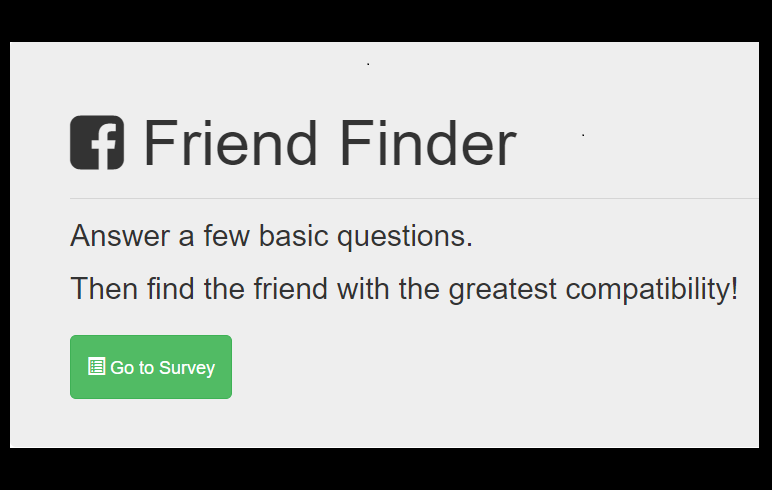 Friend Finder
Answer a few basic questions.
Then find the friend with the greatest compatibility!
Go to Survey